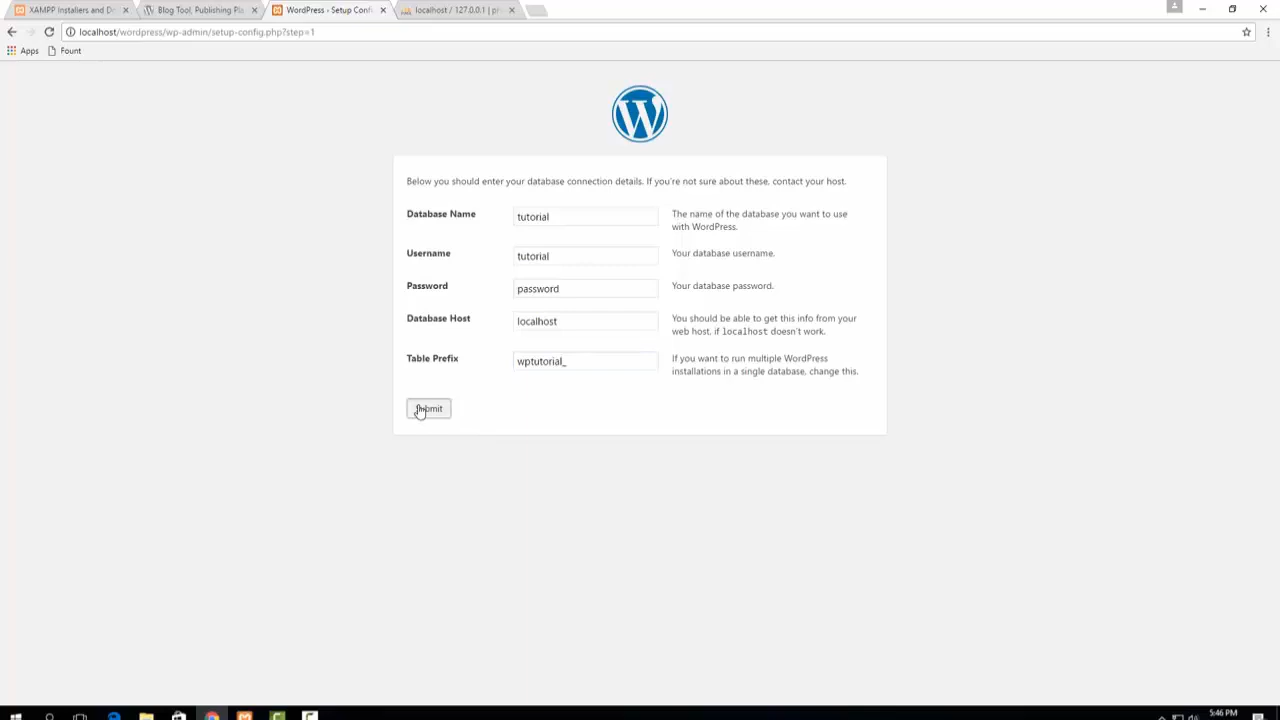 XAMPP Installers and Do
Blog Tool, Publishing Pla
WordPress › Setup Confi
localhost / 127.0.0.1 | p
localhost/wordpress/wp-admin/setup-config.php?step=1
Apps
Fount
Below you should enter your database connection details. If you're not sure about these, contact your host.
Database Name
tutorial
The name of the database you want to use
with WordPress.
Username
tutorial
Your database username.
Password
password
Your database password.
Database Host
localhost
You should be able to get this info from your
web host, if localhost doesn't work.
Table Prefix
wptutorial_
If you want to run multiple WordPress
installations in a single database, change this.
Submit
5:46 PM